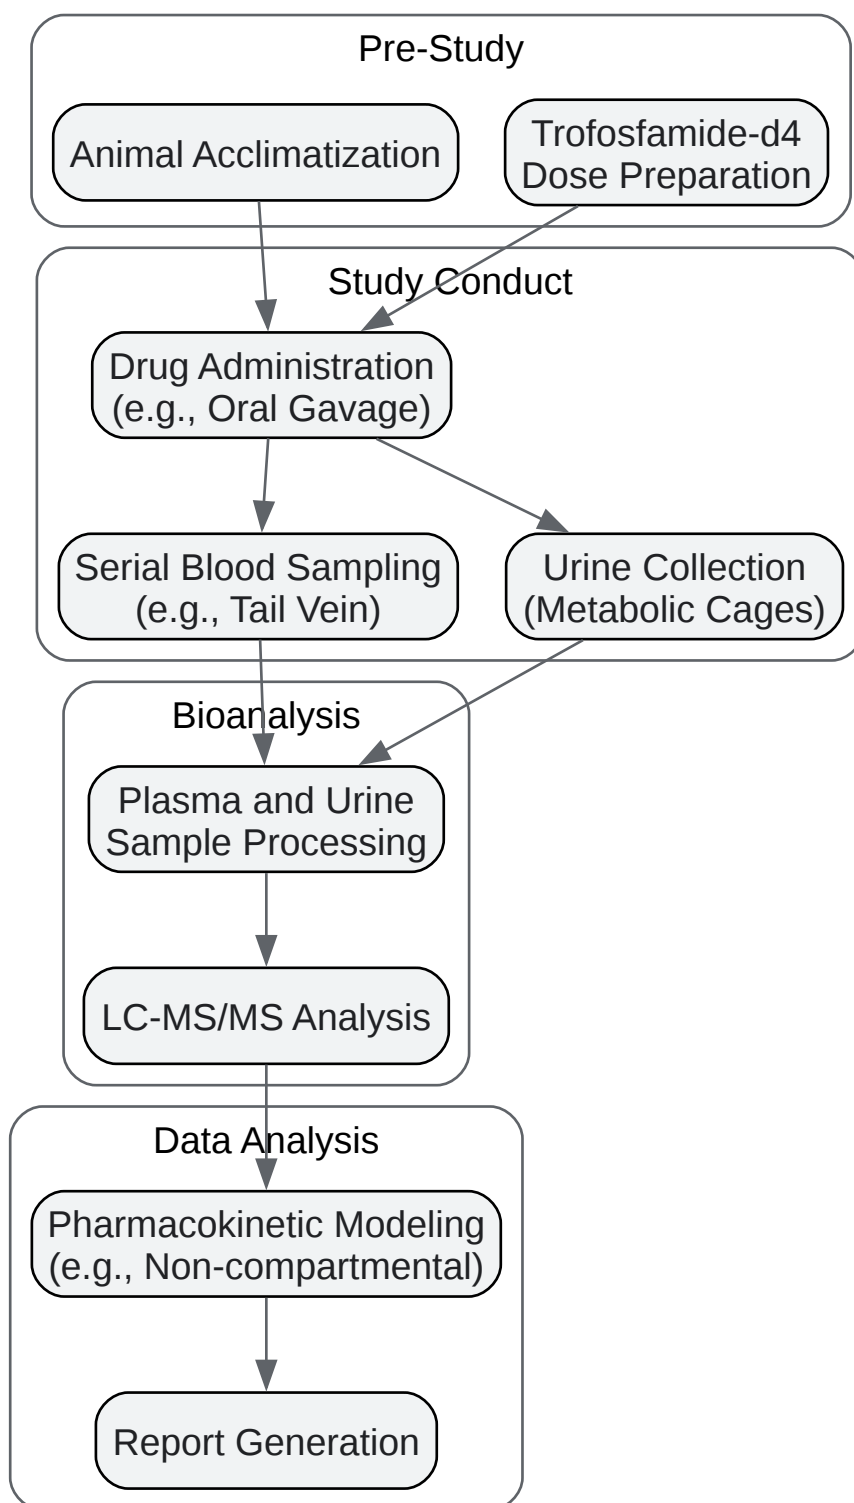 Pre-Study
Animal Acclimatization
Trofosfamide-d4
Dose Preparation
Study Conduct
Drug Administration
(e.g., Oral Gavage)
Serial Blood Sampling
(e.g., Tail Vein)
Urine Collection
(Metabolic Cages)
Bioanalysis
Plasma and Urine
Sample Processing
LC-MS/MS Analysis
Data Analysis
Pharmacokinetic Modeling
(e.g., Non-compartmental)
Report Generation